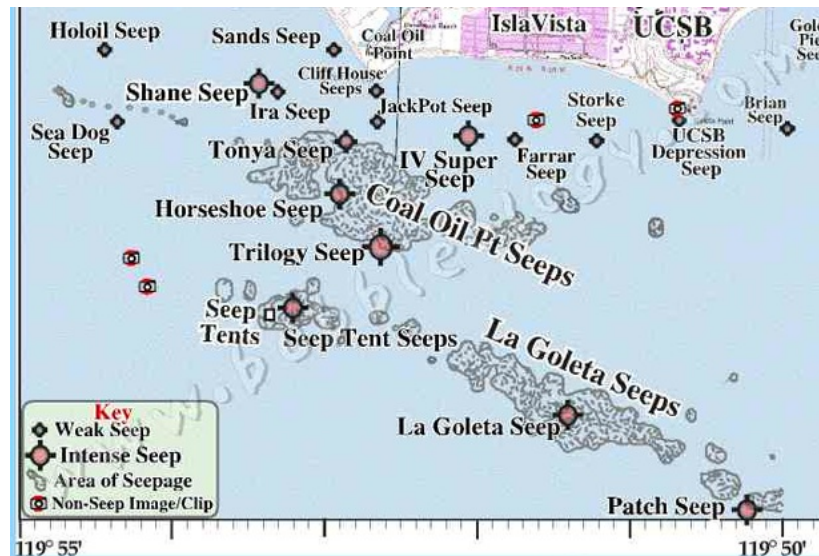 IslaVista
UCSB
Holoil Seep
Sands Seep
Coal Oil
Point
Cliff House
Seeps
Shane Seep
Ira Seep
JackPot Seep
Storke
Seep
Brian
Seep
Sea Dog
Seep
Tonya Seep
IV Super
Seep
Farrar
Seep
UCSB
Depression
Seep
Horseshoe Seep
Coal Oil Pt Seeps
Trilogy Seep
Seep
Tents
Seep Tent Seeps
La Goleta Seeps
La Goleta Seep
Patch Seep
Key
Weak Seep
Intense Seep
Area of Seepage
Non-Seep Image/Clip
119 55'
119 50'